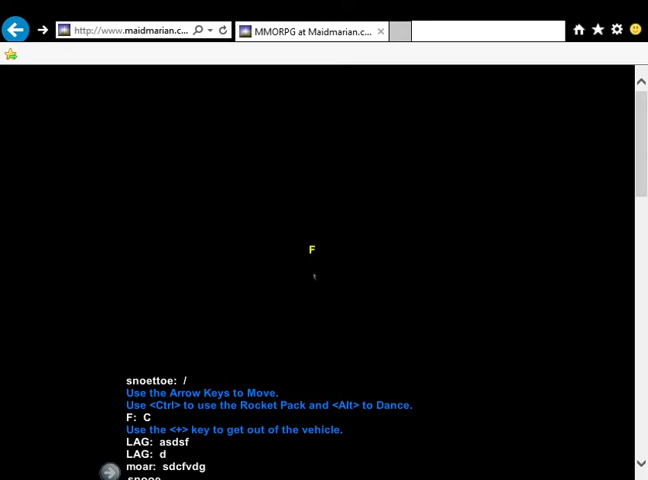 http://www.maidmarian.c...
MMORPG at Maidmarian.c...
F
snoettoe: /
Use the Arrow Keys to Move.
Use <Ctrl> to use the Rocket Pack and <Alt> to Dance.
F: C
Use the <+> key to get out of the vehicle.
LAG: asdsf
LAG: d
moar: sdcfvdg